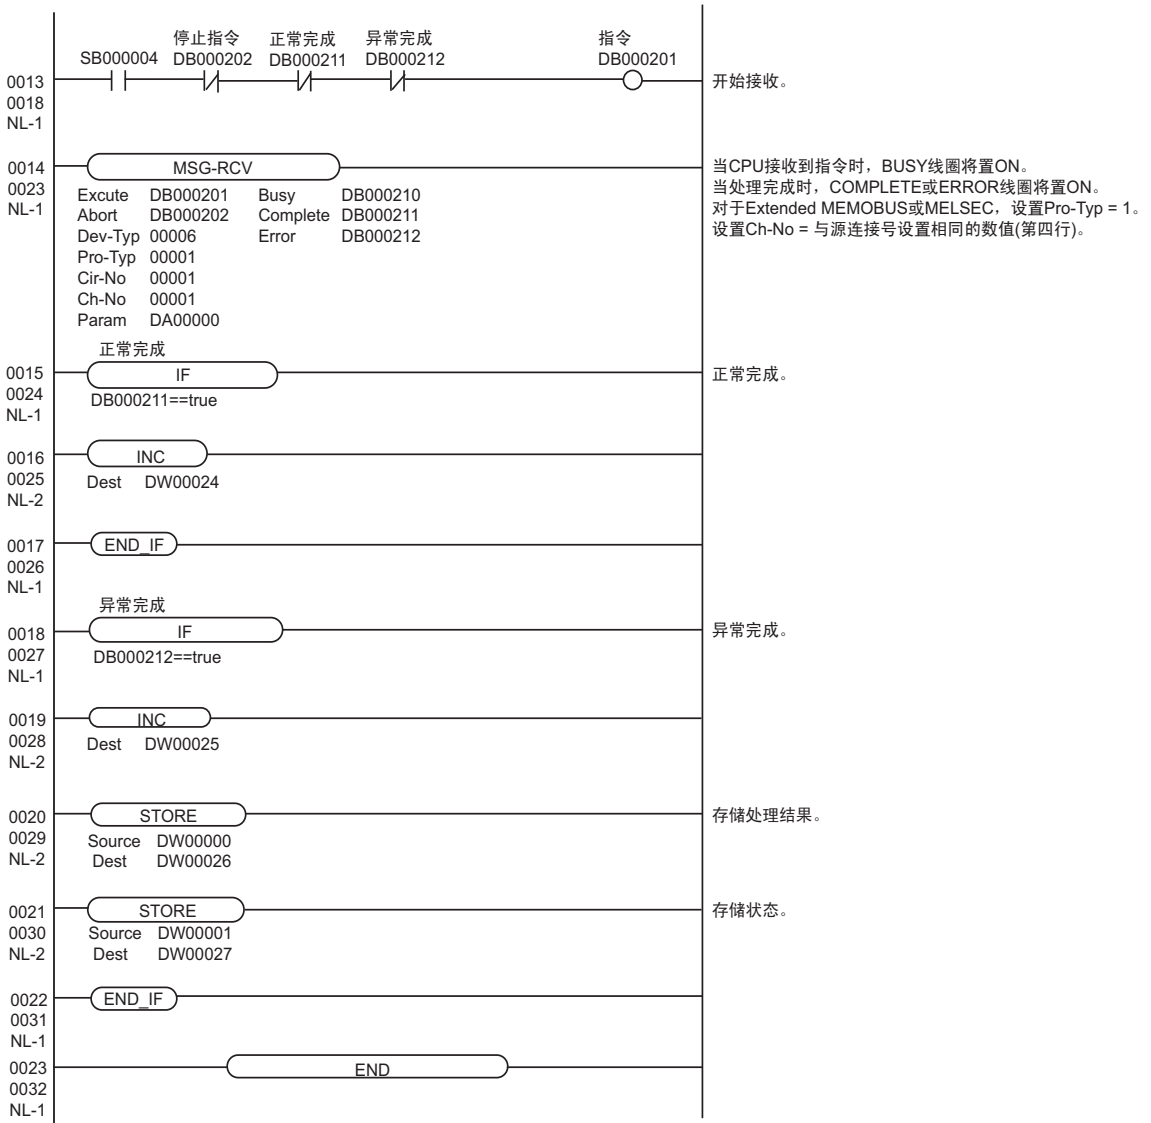 停止指令 正常完成 异常完成 指令
SB000004 DB000202 DB000211 DB000212 DB000201
0013 开始接收。
0018
NL-1
0014 MSG-RCV 当CPU接收到指令时，BUSY线圈将置ON。
0023 Excute DB000201 Busy DB000210 当处理完成时，COMPLETE或ERROR线圈将置ON。
NL-1 Abort DB000202 Complete DB000211 对于Extended MEMOBUS或MELSEC，设置Pro-Typ = 1。
Dev-Typ 00006 Error DB000212 设置Ch-No = 与源连接号设置相同的数值(第四行)。
Pro-Typ 00001
Cir-No 00001
Ch-No 00001
Param DA00000
正常完成
0015 IF 正常完成。
0024 DB000211==true
NL-1
0016 INC
0025 Dest DW00024
NL-2
0017 END_IF
0026
NL-1
异常完成
0018 IF 异常完成。
0027 DB000212==true
NL-1
0019 INC
0028 Dest DW00025
NL-2
0020 STORE 存储处理结果。
0029 Source DW00000
NL-2 Dest DW00026
0021 STORE 存储状态。
0030 Source DW00001
NL-2 Dest DW00027
0022 END_IF
0031
NL-1
0023 END
0032
NL-1